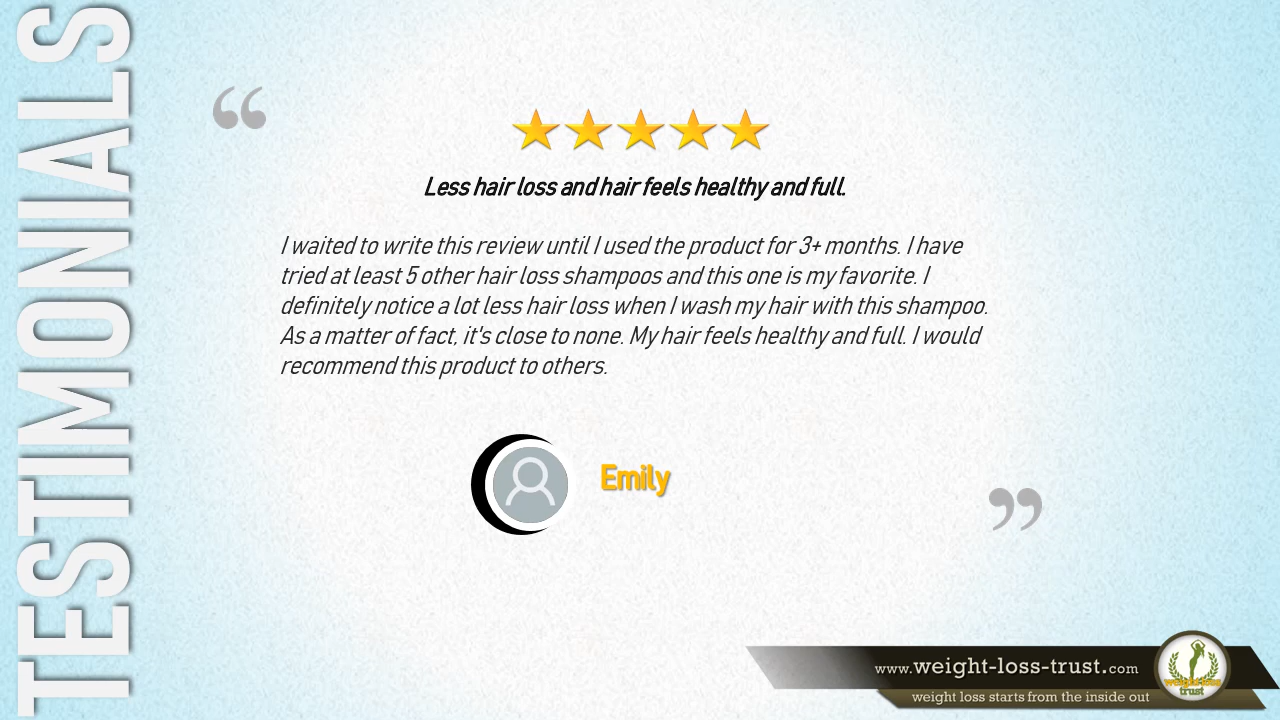 TESTIMONIALS
“
Less hair loss and hair feels healthy and full.
I waited to write this review until I used the product for 3+ months. I have
tried at least 5 other hair loss shampoos and this one is my favorite. I
definitely notice a lot less hair loss when I wash my hair with this shampoo.
As a matter of fact, it's close to none. My hair feels healthy and full. I would
recommend this product to others.
Emily
”
www.weight-loss-trust.com
weight loss starts from the inside out
weight loss
trust